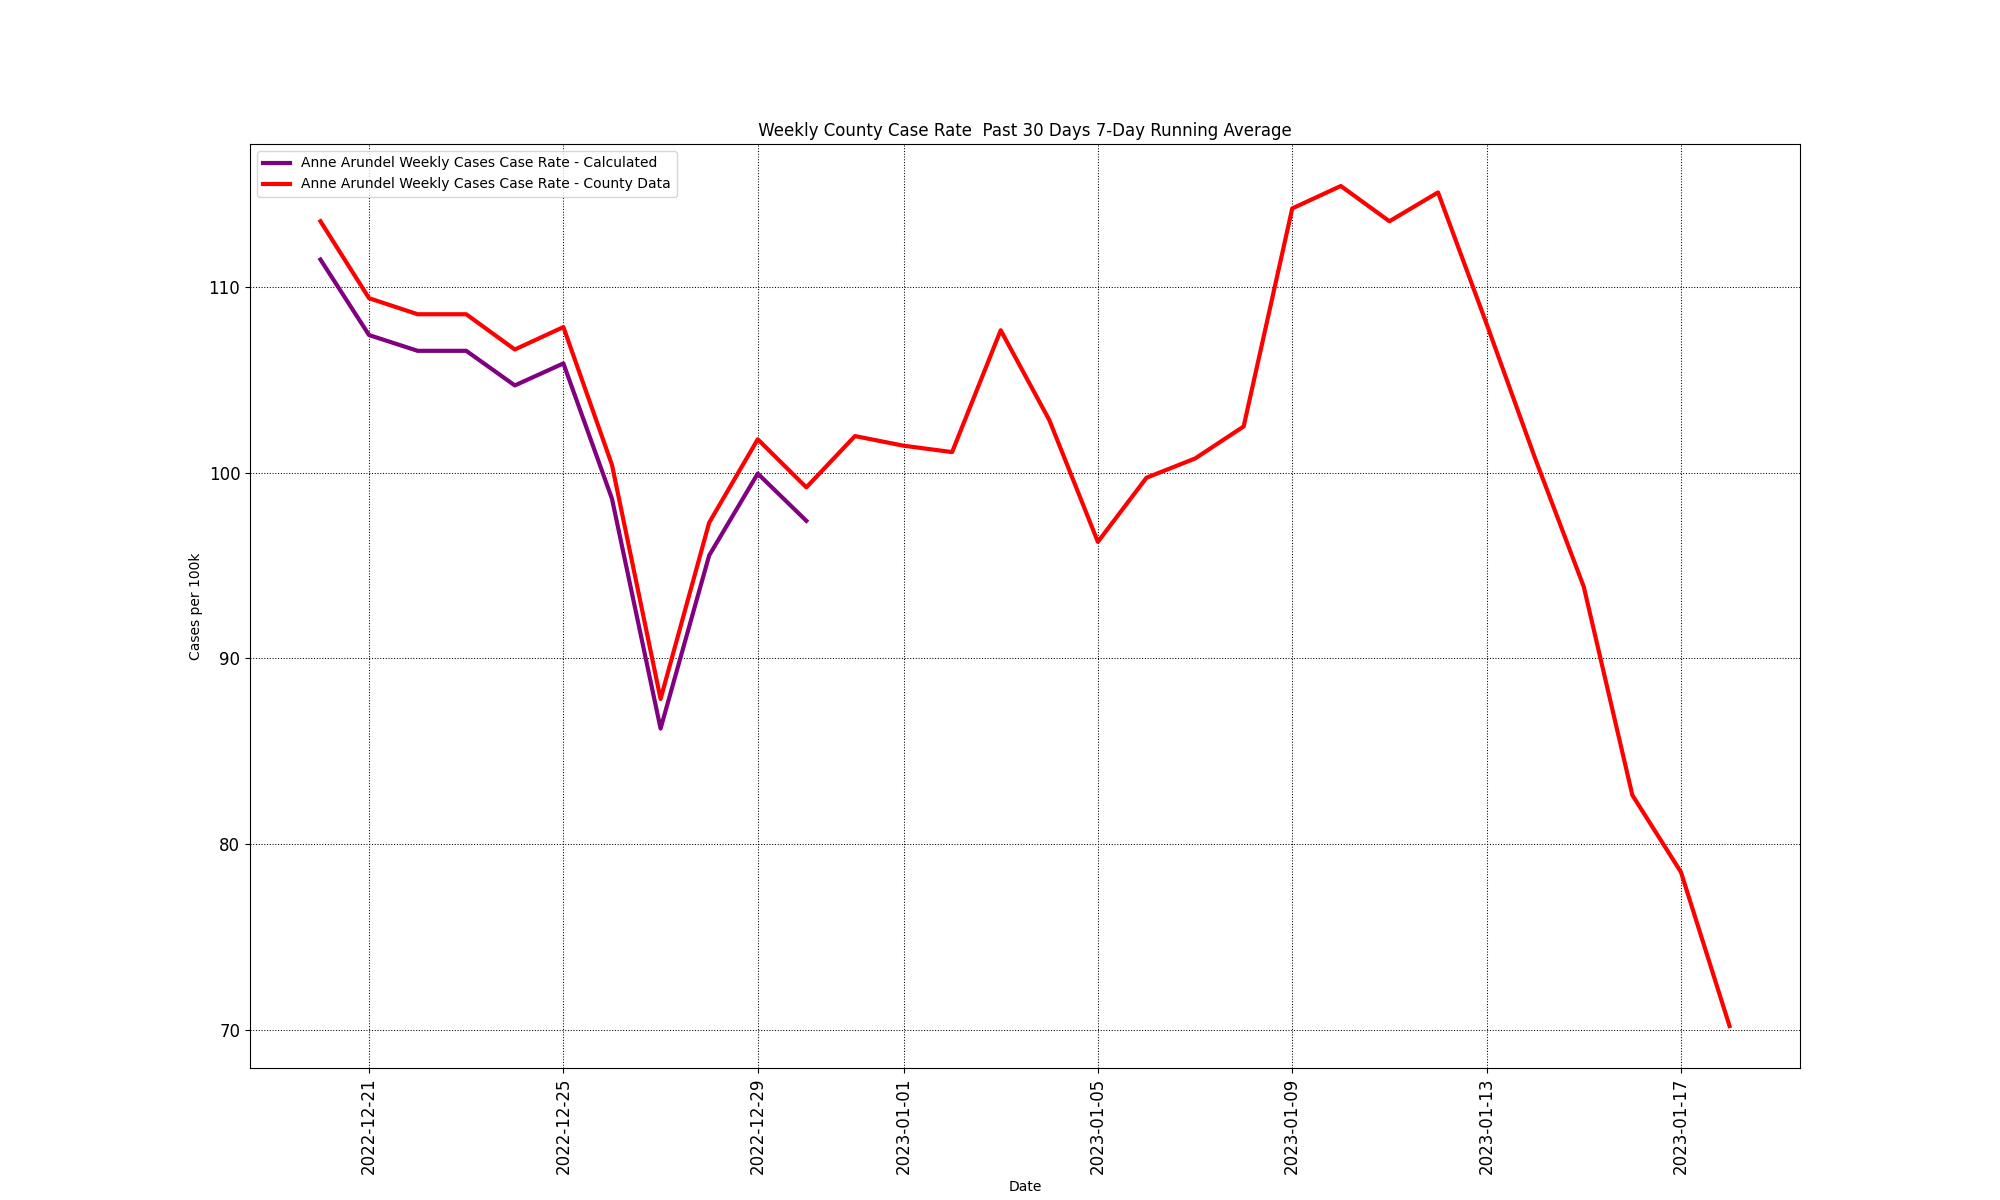 Weekly County Case Rate  Past 30 Days 7-Day Running Average
Anne Arundel Weekly Cases Case Rate - Calculated
Anne Arundel Weekly Cases Case Rate - County Data
110
100
90
80
70
Cases per 100k
2022-12-21
2022-12-25
2022-12-29
2023-01-01
2023-01-05
2023-01-09
2023-01-13
2023-01-17
Date